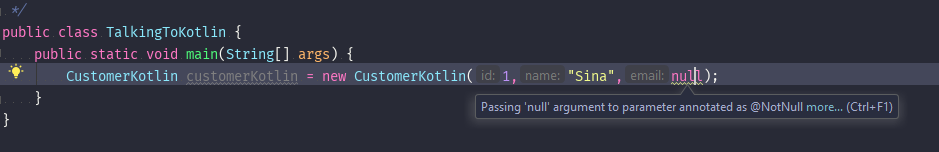 */
public class TalkingToKotlin {
public static void main(String[] args) {
CustomerKotlin customerKotlin = new CustomerKotlin( id: 1, name: "Sina", email: null);
Passing 'null' argument to parameter annotated as @NotNull more... (Ctrl+F1)
}
}